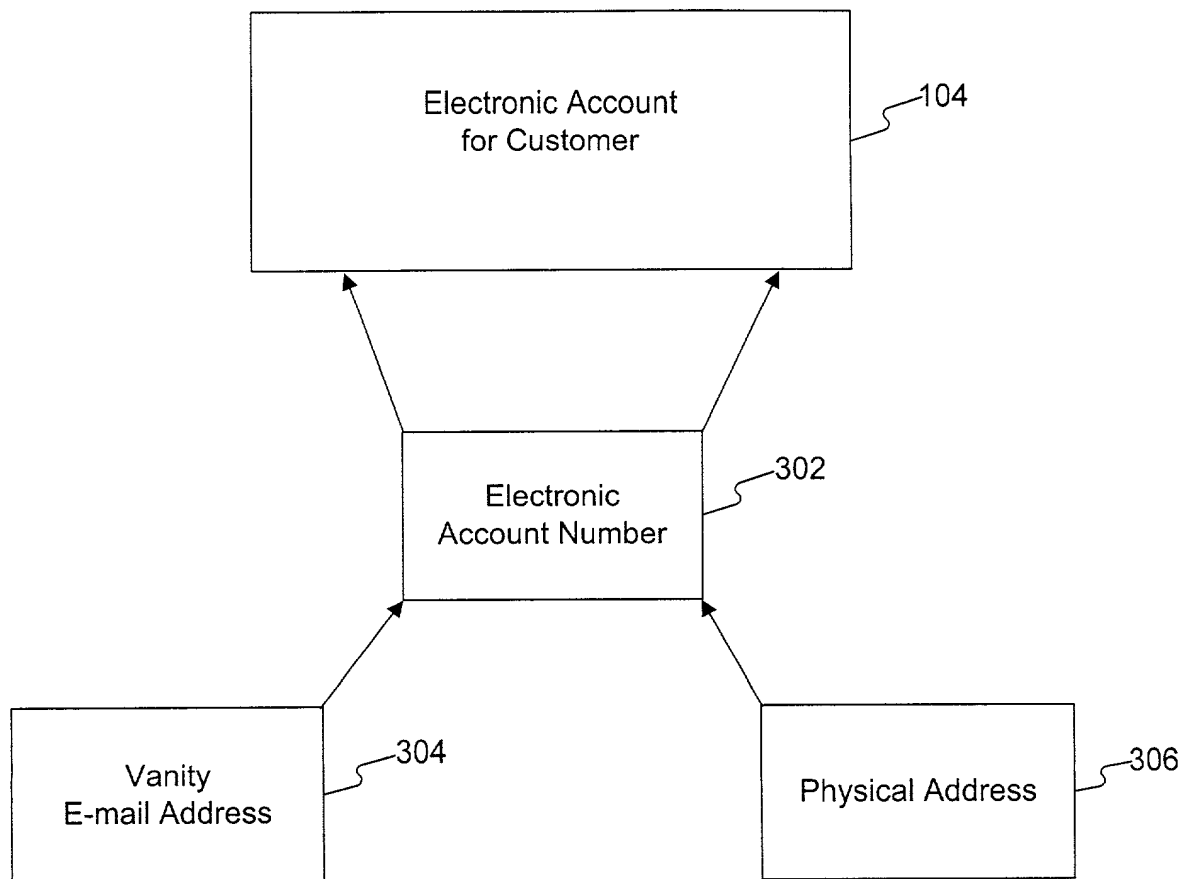 Electronic Account
for Customer
104
Electronic
Account Number
302
Vanity
E-mail Address
304
Physical Address
306